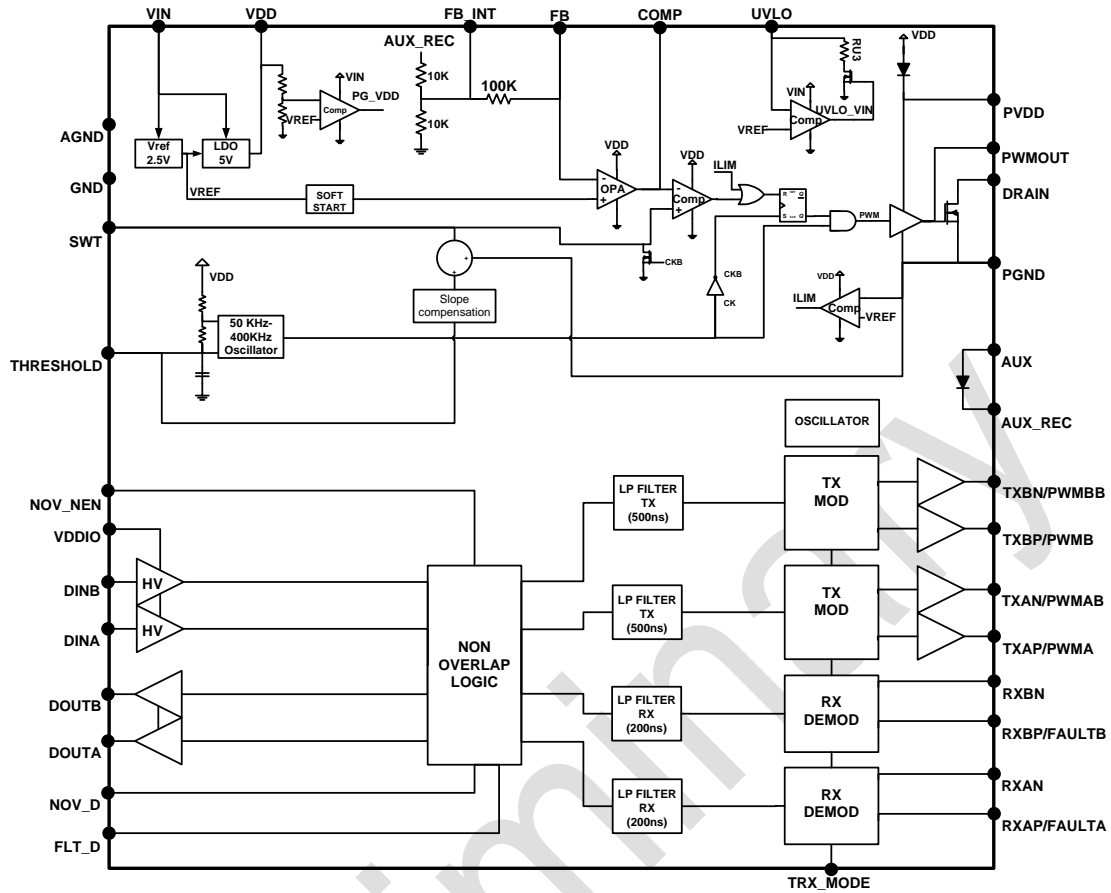 VIN
VDD
FB_INT
FB
COMP
UVLO
AUX_REC
10K
10K
100K
VIN
PG_VDD
Comp
VREF
VDD
RU3
VIN
UVLO_VIN
Comp
VREF
PVDD
PWMOUT
DRAIN
PGND
AGND
GND
SWT
THRESHOLD
Vref
2.5V
LDO
5V
VREF
SOFT
START
VDD
-
OPA
+
VDD
-
Comp
+
ILIM
R
Q
S
Q
PWM
CKB
CKB
CK
VDD
ILIM
Comp
VREF
+
+
Slope
compensation
VDD
50 KHz-
400KHz
Oscillator
AUX
AUX_REC
OSCILLATOR
NOV_NEN
VDDIO
DINB
HV
DINA
HV
DOUTB
DOUTA
NOV_D
FLT_D
NON
OVERLAP
LOGIC
LP FILTER
TX
(500ns)
LP FILTER
TX
(500ns)
LP FILTER
RX
(200ns)
LP FILTER
RX
(200ns)
TX
MOD
TX
MOD
RX
DEMOD
RX
DEMOD
TXBN/PWMBB
TXBP/PWMB
TXAN/PWMAB
TXAP/PWMA
RXBN
RXBP/FAULTB
RXAN
RXAP/FAULTA
TRX_MODE
iminary